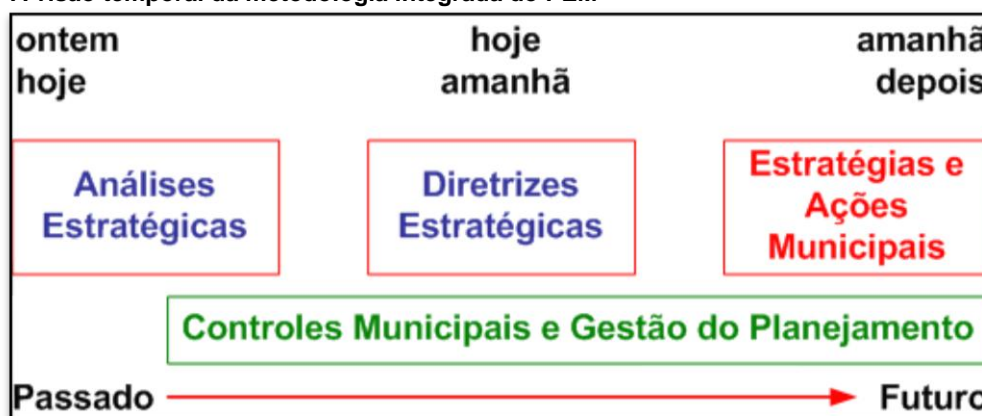 ontem hoje amanhã
hoje amanhã depois
Análises
Estratégicas
Diretrizes
Estratégicas
Estratégias e
Ações
Municipais
Controles Municipais e Gestão do Planejamento
Passado Futuro